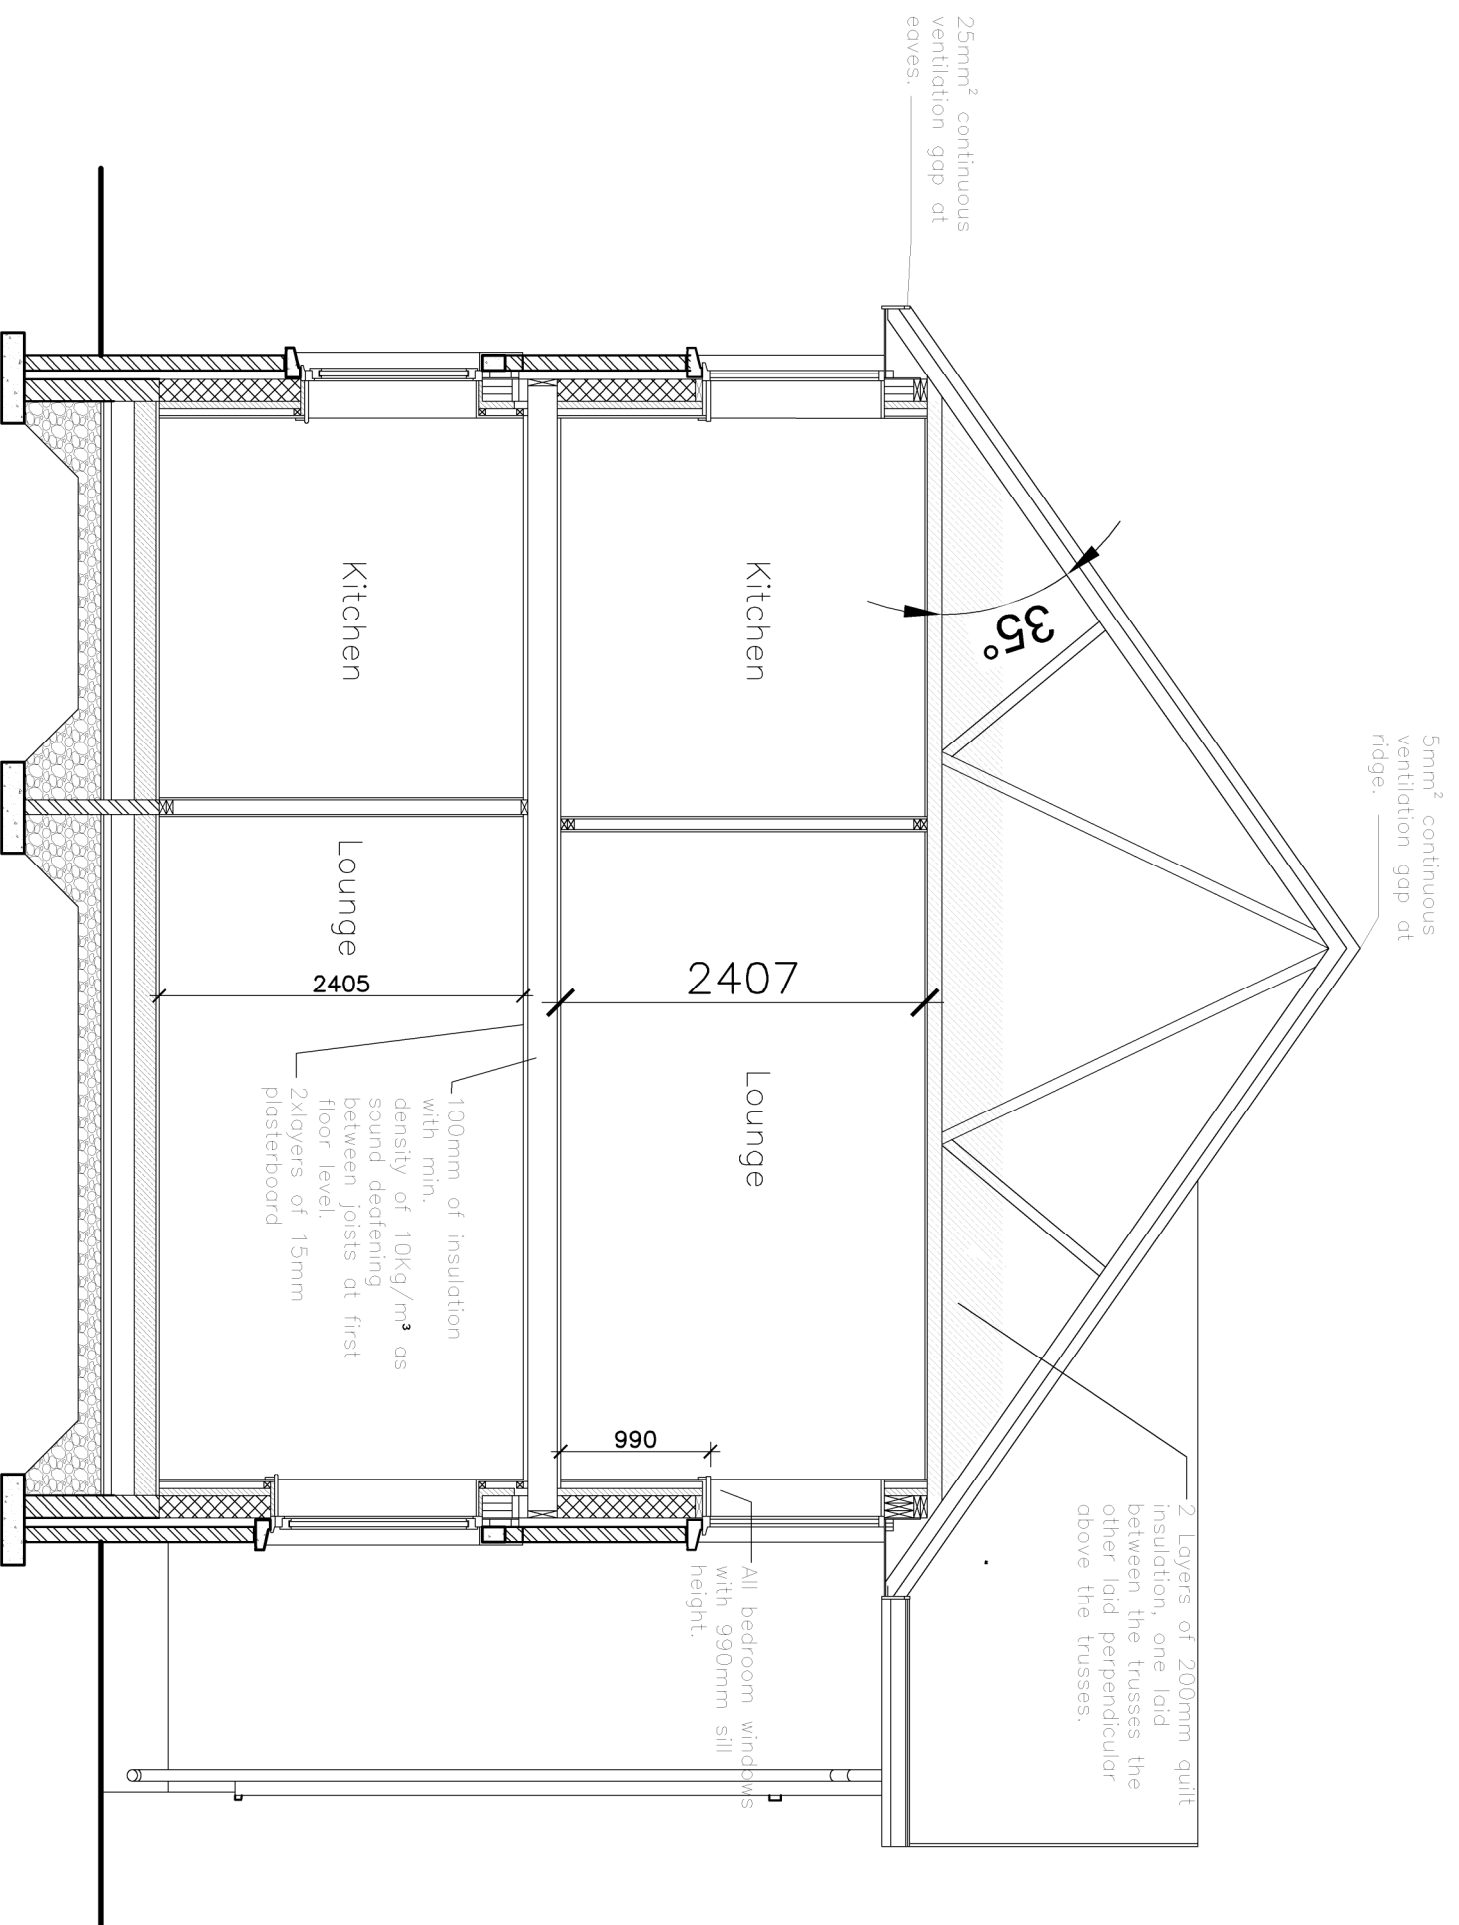 5mm² continuous
ventilation gap at
ridge.
25mm² continuous
ventilation gap at
eaves.
35°
2 Layers of 200mm quilt
insulation, one laid
between the trusses the
other laid perpendicular
above the trusses.
Kitchen
2407
Lounge
990
All bedroom windows
with 990mm sill
height.
Kitchen
Lounge
2405
100mm of insulation
with min.
density of 10Kg/m³ as
sound deafening
between joists at first
floor level.
2xlayers of 15mm
plasterboard